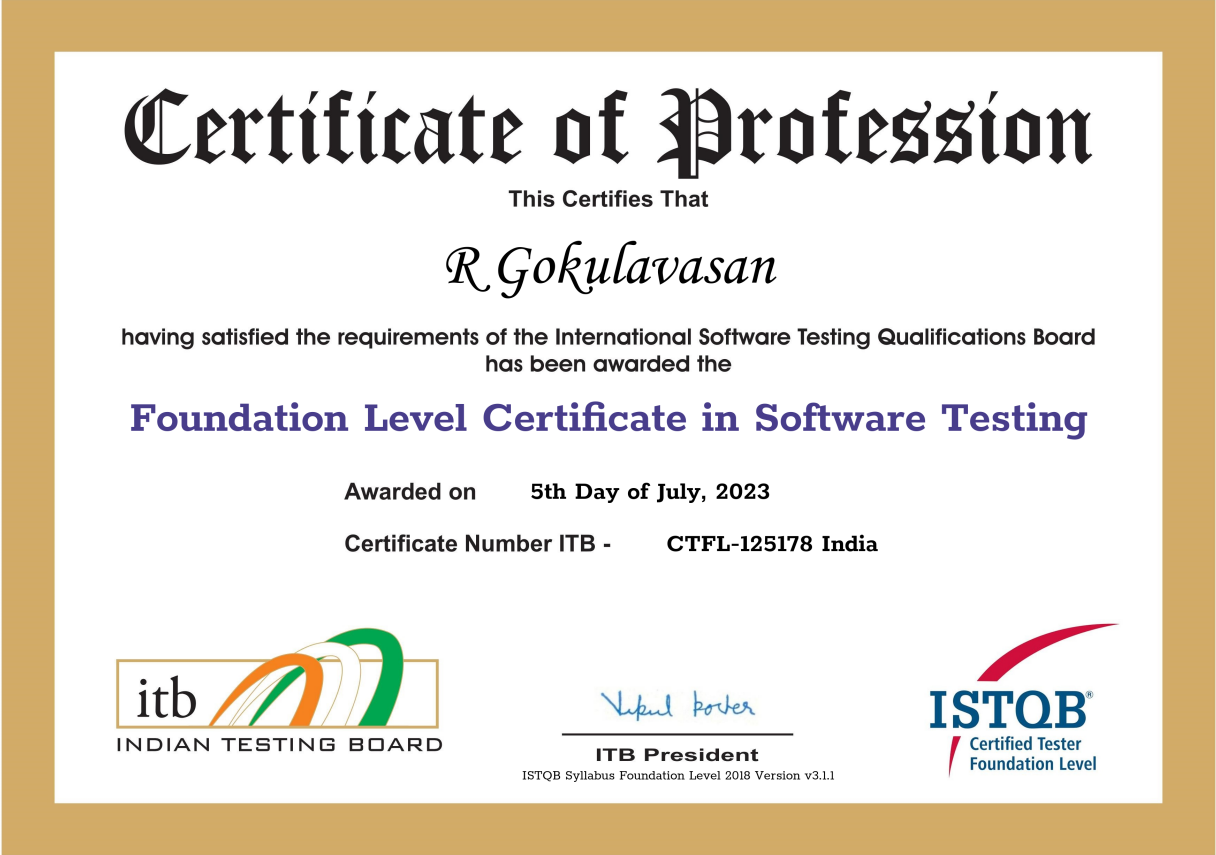 Certificate of Profession
This Certifies That
R Gokulavasan
having satisfied the requirements of the International Software Testing Qualifications Board
has been awarded the
Foundation Level Certificate in Software Testing
Awarded on 5th Day of July, 2023
Certificate Number ITB - CTFL-125178 India
itb
INDIAN TESTING BOARD
Vipul Kocher
ITB President
ISTQB Syllabus Foundation Level 2018 Version v3.1.1
ISTQB®
Certified Tester
Foundation Level